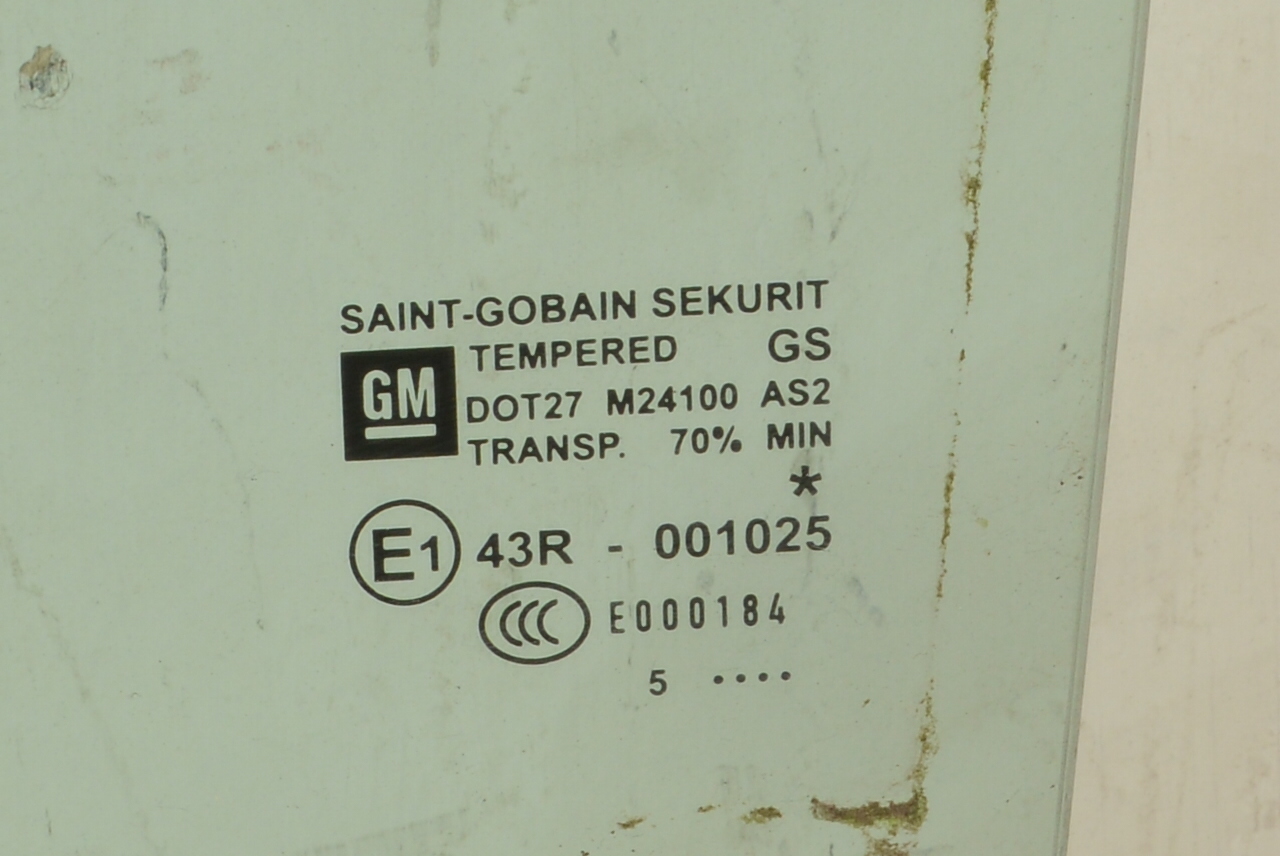 SAINT-GOBAIN SEKURIT
GM TEMPERED GS
DOT27 M24100 AS2
TRANSP. 70% MIN
*
E1 43R - 001025
CCC E000184
5 ....